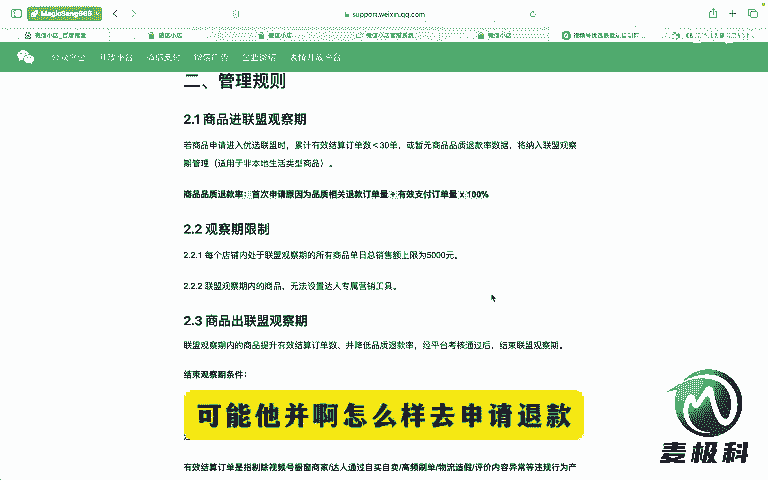 support.weixin.qq.com
二、管理规则
2.1 商品进联盟观察期
若商品申请进入优选联盟时，累计有效结算订单数＜30单，或暂无商品品质退款率数据，将纳入联盟观察
期管理（适用于非本地生活类型商品）。
商品品质退款率：首次申请原因为品质相关退款订单量÷有效支付订单量 x 100%
2.2 观察期限制
2.2.1 每个店铺内处于联盟观察期的所有商品单日总销售额上限为5000元。
2.2.2 联盟观察期内的商品，无法设置达人专属营销工具。
2.3 商品出联盟观察期
联盟观察期内的商品提升有效结算订单数、并降低品质退款率，经平台考核通过后，结束联盟观察期。
结束观察期条件：
可能他并啊怎么样去申请退款
有效结算订单是指剔除视频号橱窗商家/达人通过自买自卖/高频刷单/物流造假/评价内容异常等违规行为产
麦极科